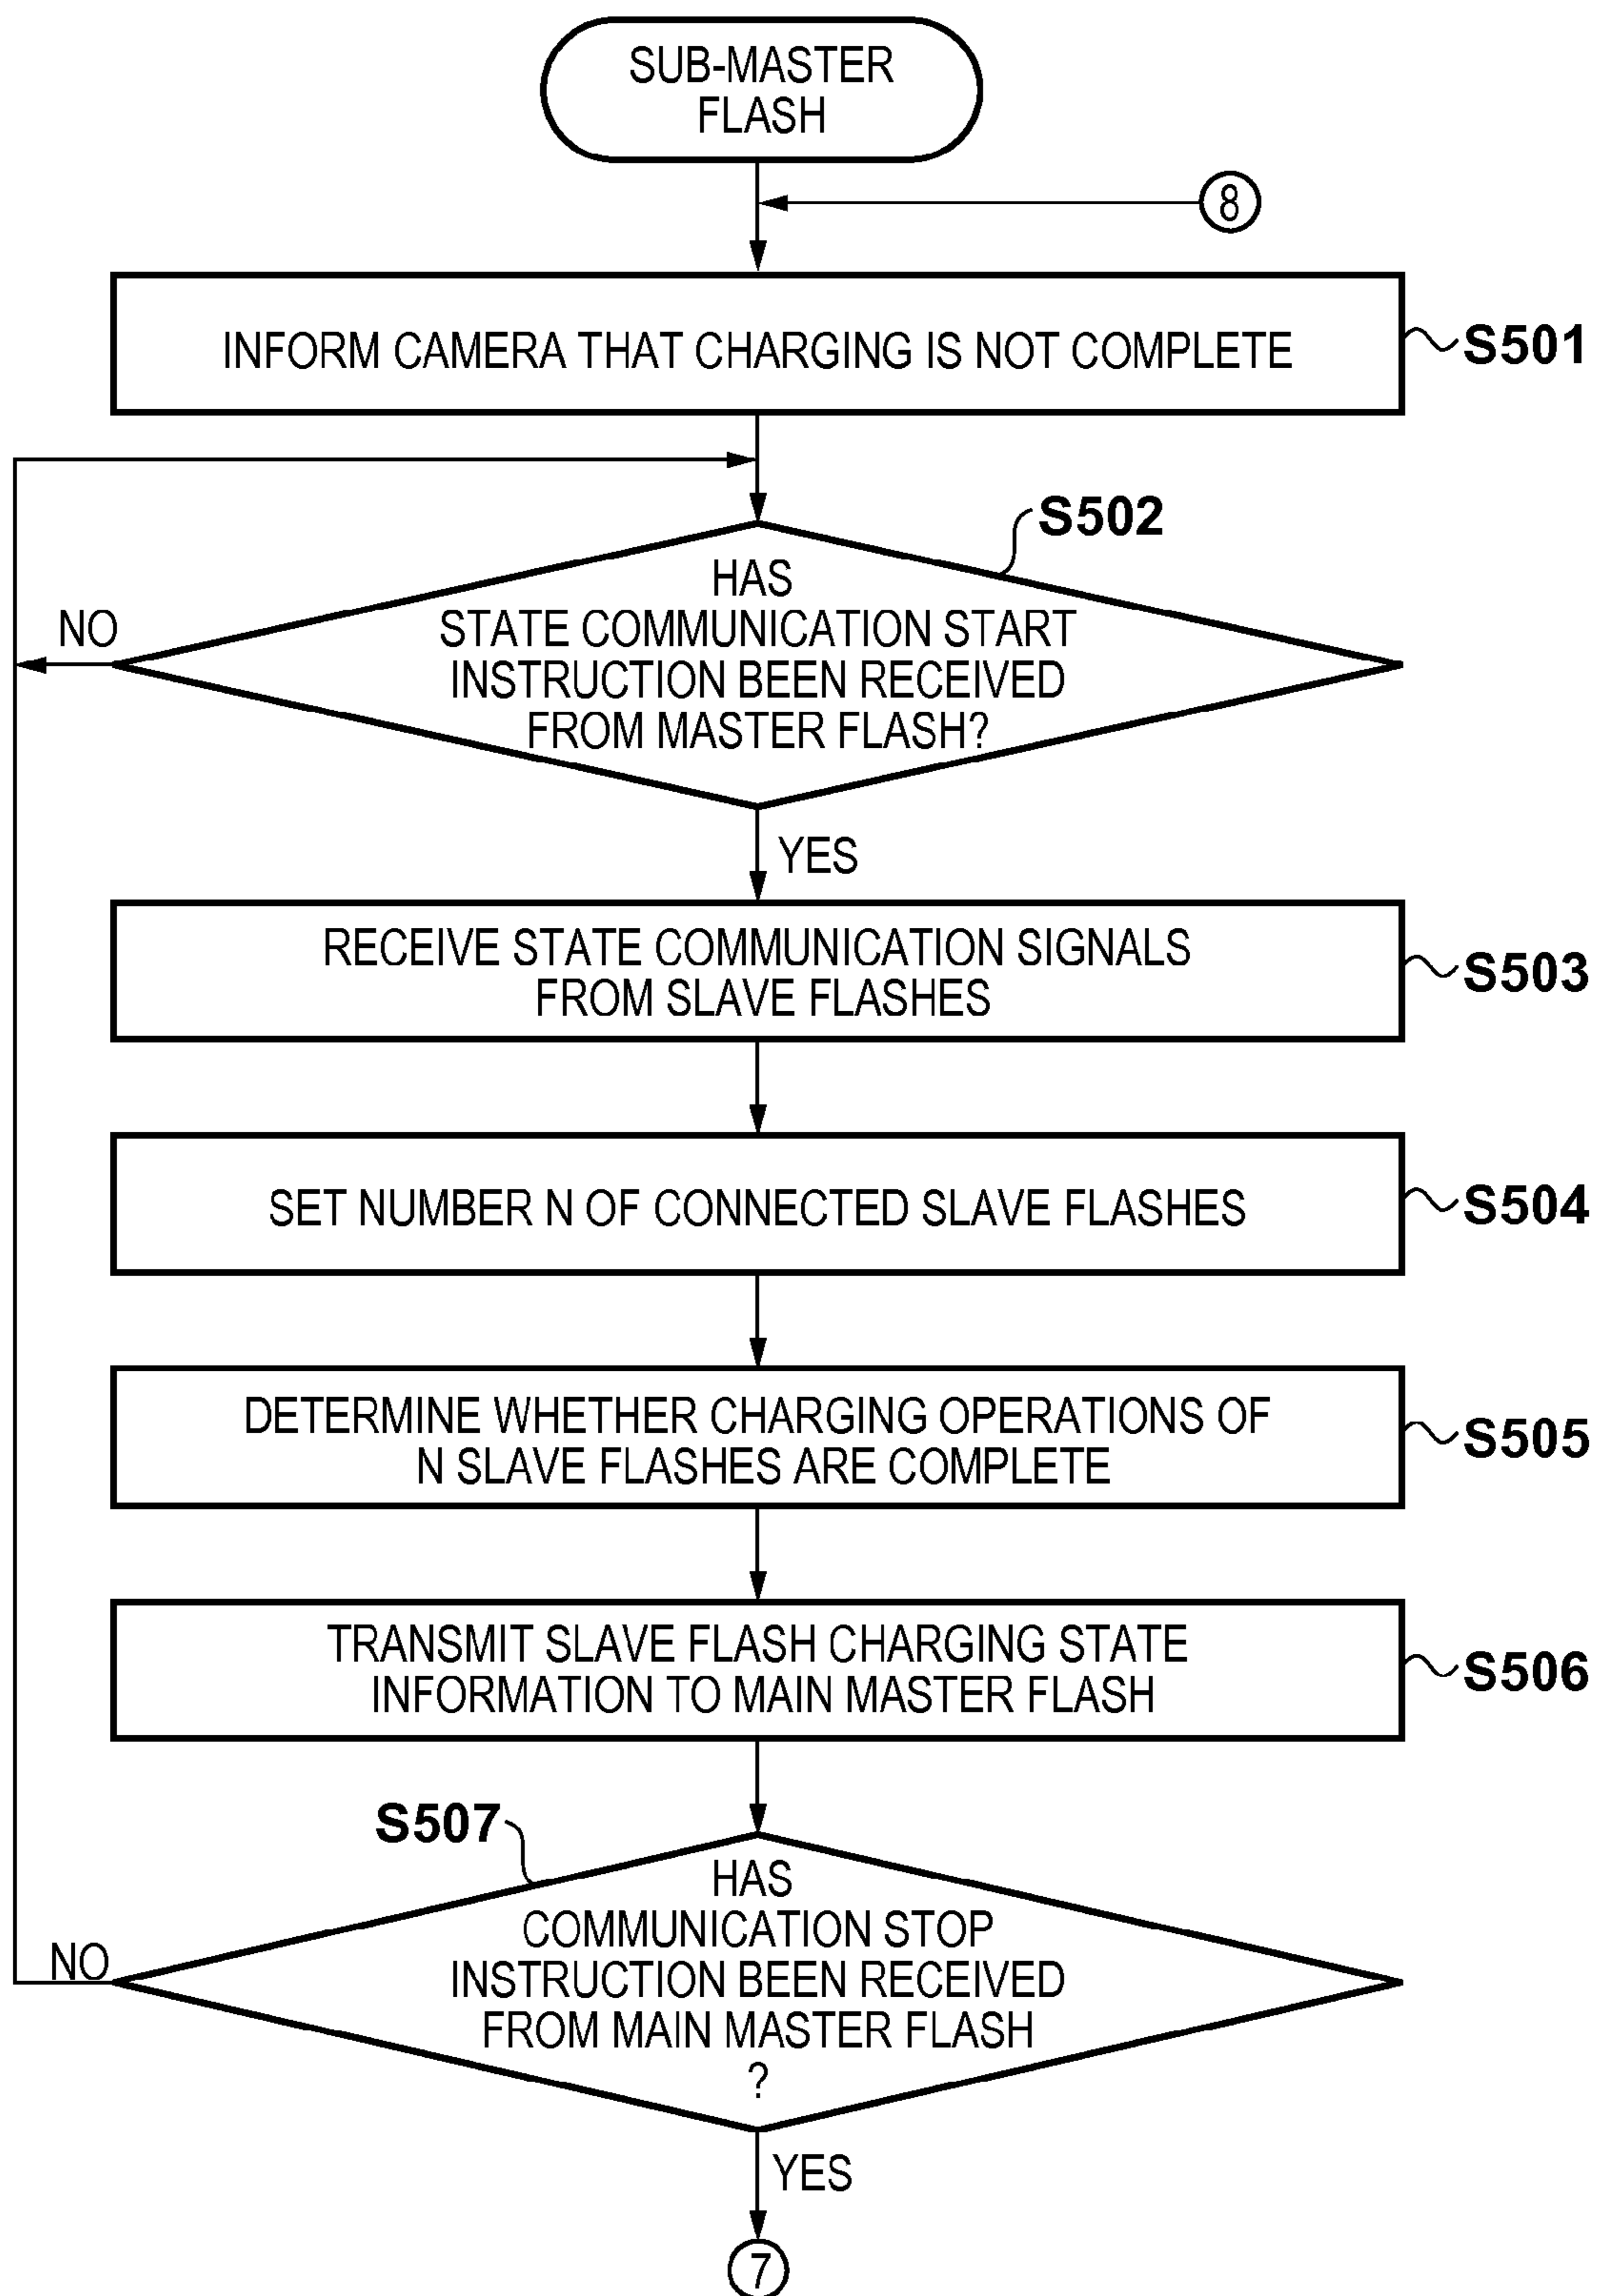 SUB-MASTER
FLASH
8
INFORM CAMERA THAT CHARGING IS NOT COMPLETE
S501
S502
HAS
STATE COMMUNICATION START
INSTRUCTION BEEN RECEIVED
FROM MASTER FLASH?
NO
YES
RECEIVE STATE COMMUNICATION SIGNALS
FROM SLAVE FLASHES
S503
SET NUMBER N OF CONNECTED SLAVE FLASHES
S504
DETERMINE WHETHER CHARGING OPERATIONS OF
N SLAVE FLASHES ARE COMPLETE
S505
TRANSMIT SLAVE FLASH CHARGING STATE
INFORMATION TO MAIN MASTER FLASH
S506
S507
HAS
COMMUNICATION STOP
INSTRUCTION BEEN RECEIVED
FROM MAIN MASTER FLASH
?
NO
YES
7